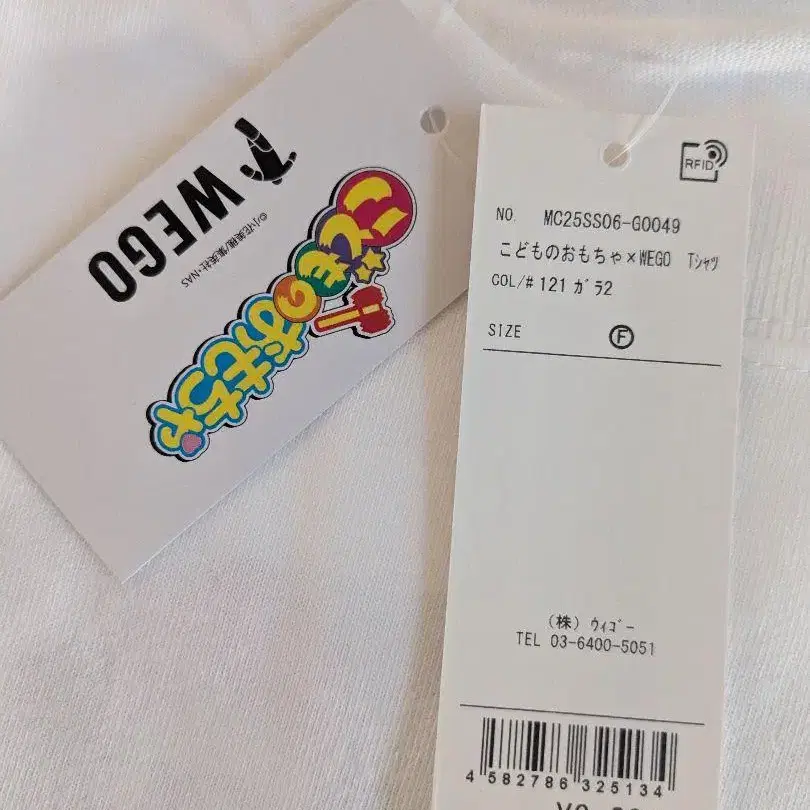 WEGO
©小花美穂/集英社・NAS
こどものおもちゃ
RFID
NO. MC25SS06-G0049
こどものおもちゃ×WEGO Tシャツ
COL/# 121 ｶﾞﾗ2
SIZE Ⓕ
(株) ｳｨｺﾞｰ
TEL 03-6400-5051
4 582786 325134